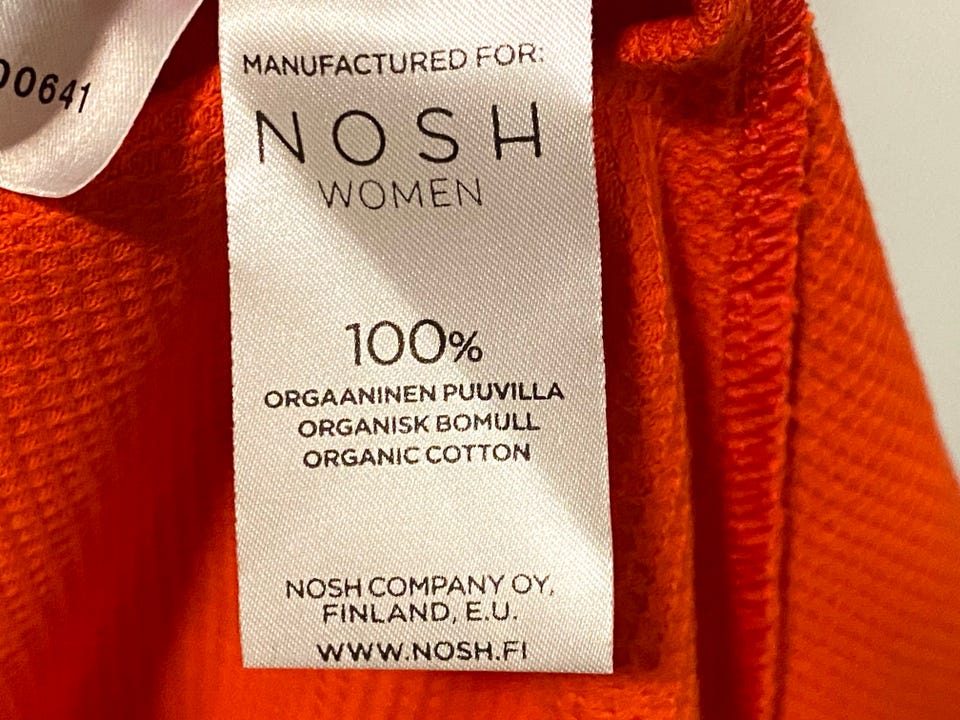 00641
MANUFACTURED FOR:
NOSH
WOMEN
100%
ORGAANINEN PUUVILLA
ORGANISK BOMULL
ORGANIC COTTON
NOSH COMPANY OY,
FINLAND, E.U.
WWW.NOSH.FI